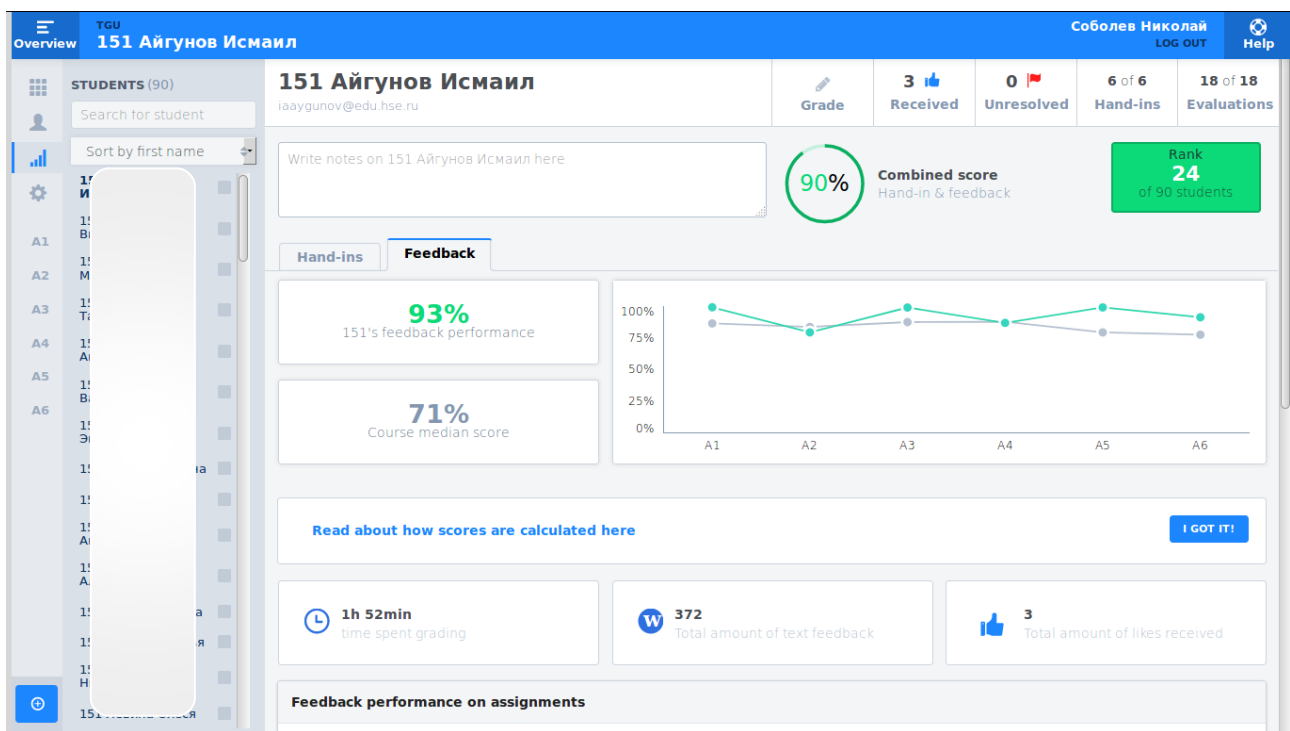 Overview
TGU
151 Айгунов Исмаил
Соболев Николай
LOG OUT
Help
STUDENTS (90)
Search for student
Sort by first name
A1
A2
A3
A4
A5
A6
151 Айгунов Исмаил
iaaygunov@edu.hse.ru
Grade
3
Received
0
Unresolved
6 of 6
Hand-ins
18 of 18
Evaluations
Write notes on 151 Айгунов Исмаил here
90%
Combined score
Hand-in & feedback
Rank
24
of 90 students
Hand-ins
Feedback
93%
151's feedback performance
71%
Course median score
100%
75%
50%
25%
0%
A1 A2 A3 A4 A5 A6
Read about how scores are calculated here
I GOT IT!
1h 52min
time spent grading
W
372
Total amount of text feedback
3
Total amount of likes received
Feedback performance on assignments